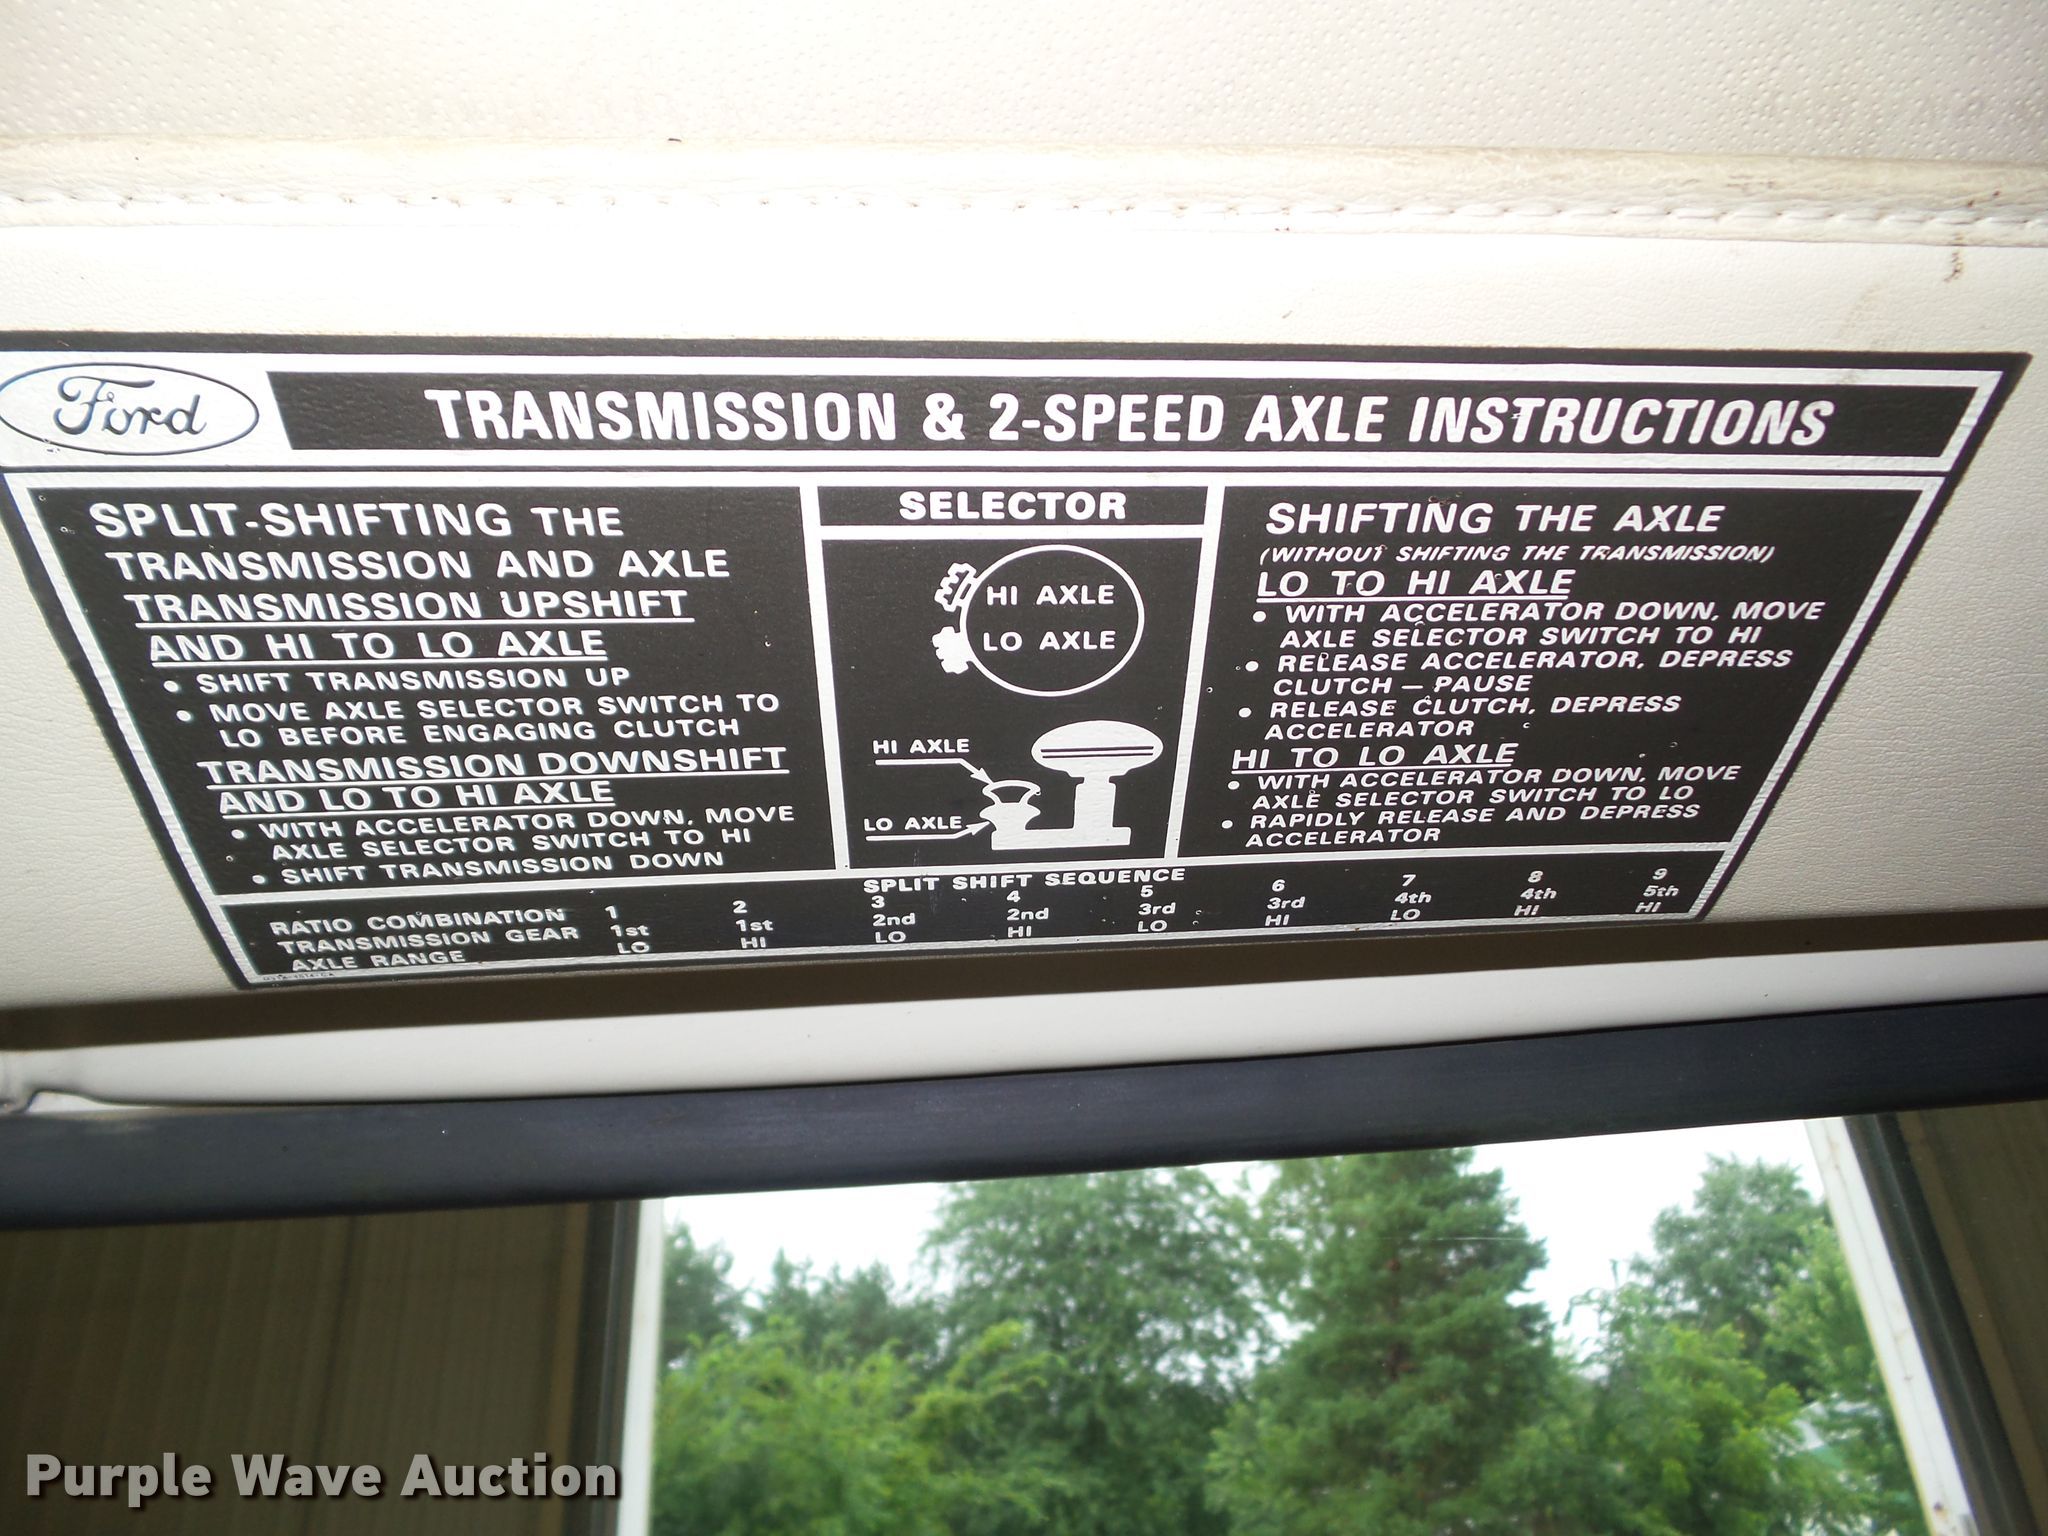 Ford
TRANSMISSION & 2-SPEED AXLE INSTRUCTIONS
SPLIT-SHIFTING THE
TRANSMISSION AND AXLE
TRANSMISSION UPSHIFT
AND HI TO LO AXLE
• SHIFT TRANSMISSION UP
• MOVE AXLE SELECTOR SWITCH TO
LO BEFORE ENGAGING CLUTCH
TRANSMISSION DOWNSHIFT
AND LO TO HI AXLE
• WITH ACCELERATOR DOWN, MOVE
AXLE SELECTOR SWITCH TO HI
• SHIFT TRANSMISSION DOWN
SELECTOR
HI AXLE
LO AXLE
HI AXLE
LO AXLE
SHIFTING THE AXLE
(WITHOUT SHIFTING THE TRANSMISSION)
LO TO HI AXLE
• WITH ACCELERATOR DOWN, MOVE
AXLE SELECTOR SWITCH TO HI
• RELEASE ACCELERATOR, DEPRESS
CLUTCH – PAUSE
• RELEASE CLUTCH, DEPRESS
ACCELERATOR
HI TO LO AXLE
• WITH ACCELERATOR DOWN, MOVE
AXLE SELECTOR SWITCH TO LO
• RAPIDLY RELEASE AND DEPRESS
ACCELERATOR
SPLIT SHIFT SEQUENCE
RATIO COMBINATION 1 2 3 4 5 6 7 8 9
TRANSMISSION GEAR 1st 1st 2nd 2nd 3rd 3rd 4th 4th 5th
AXLE RANGE LO HI LO HI LO HI LO HI HI
Purple Wave Auction